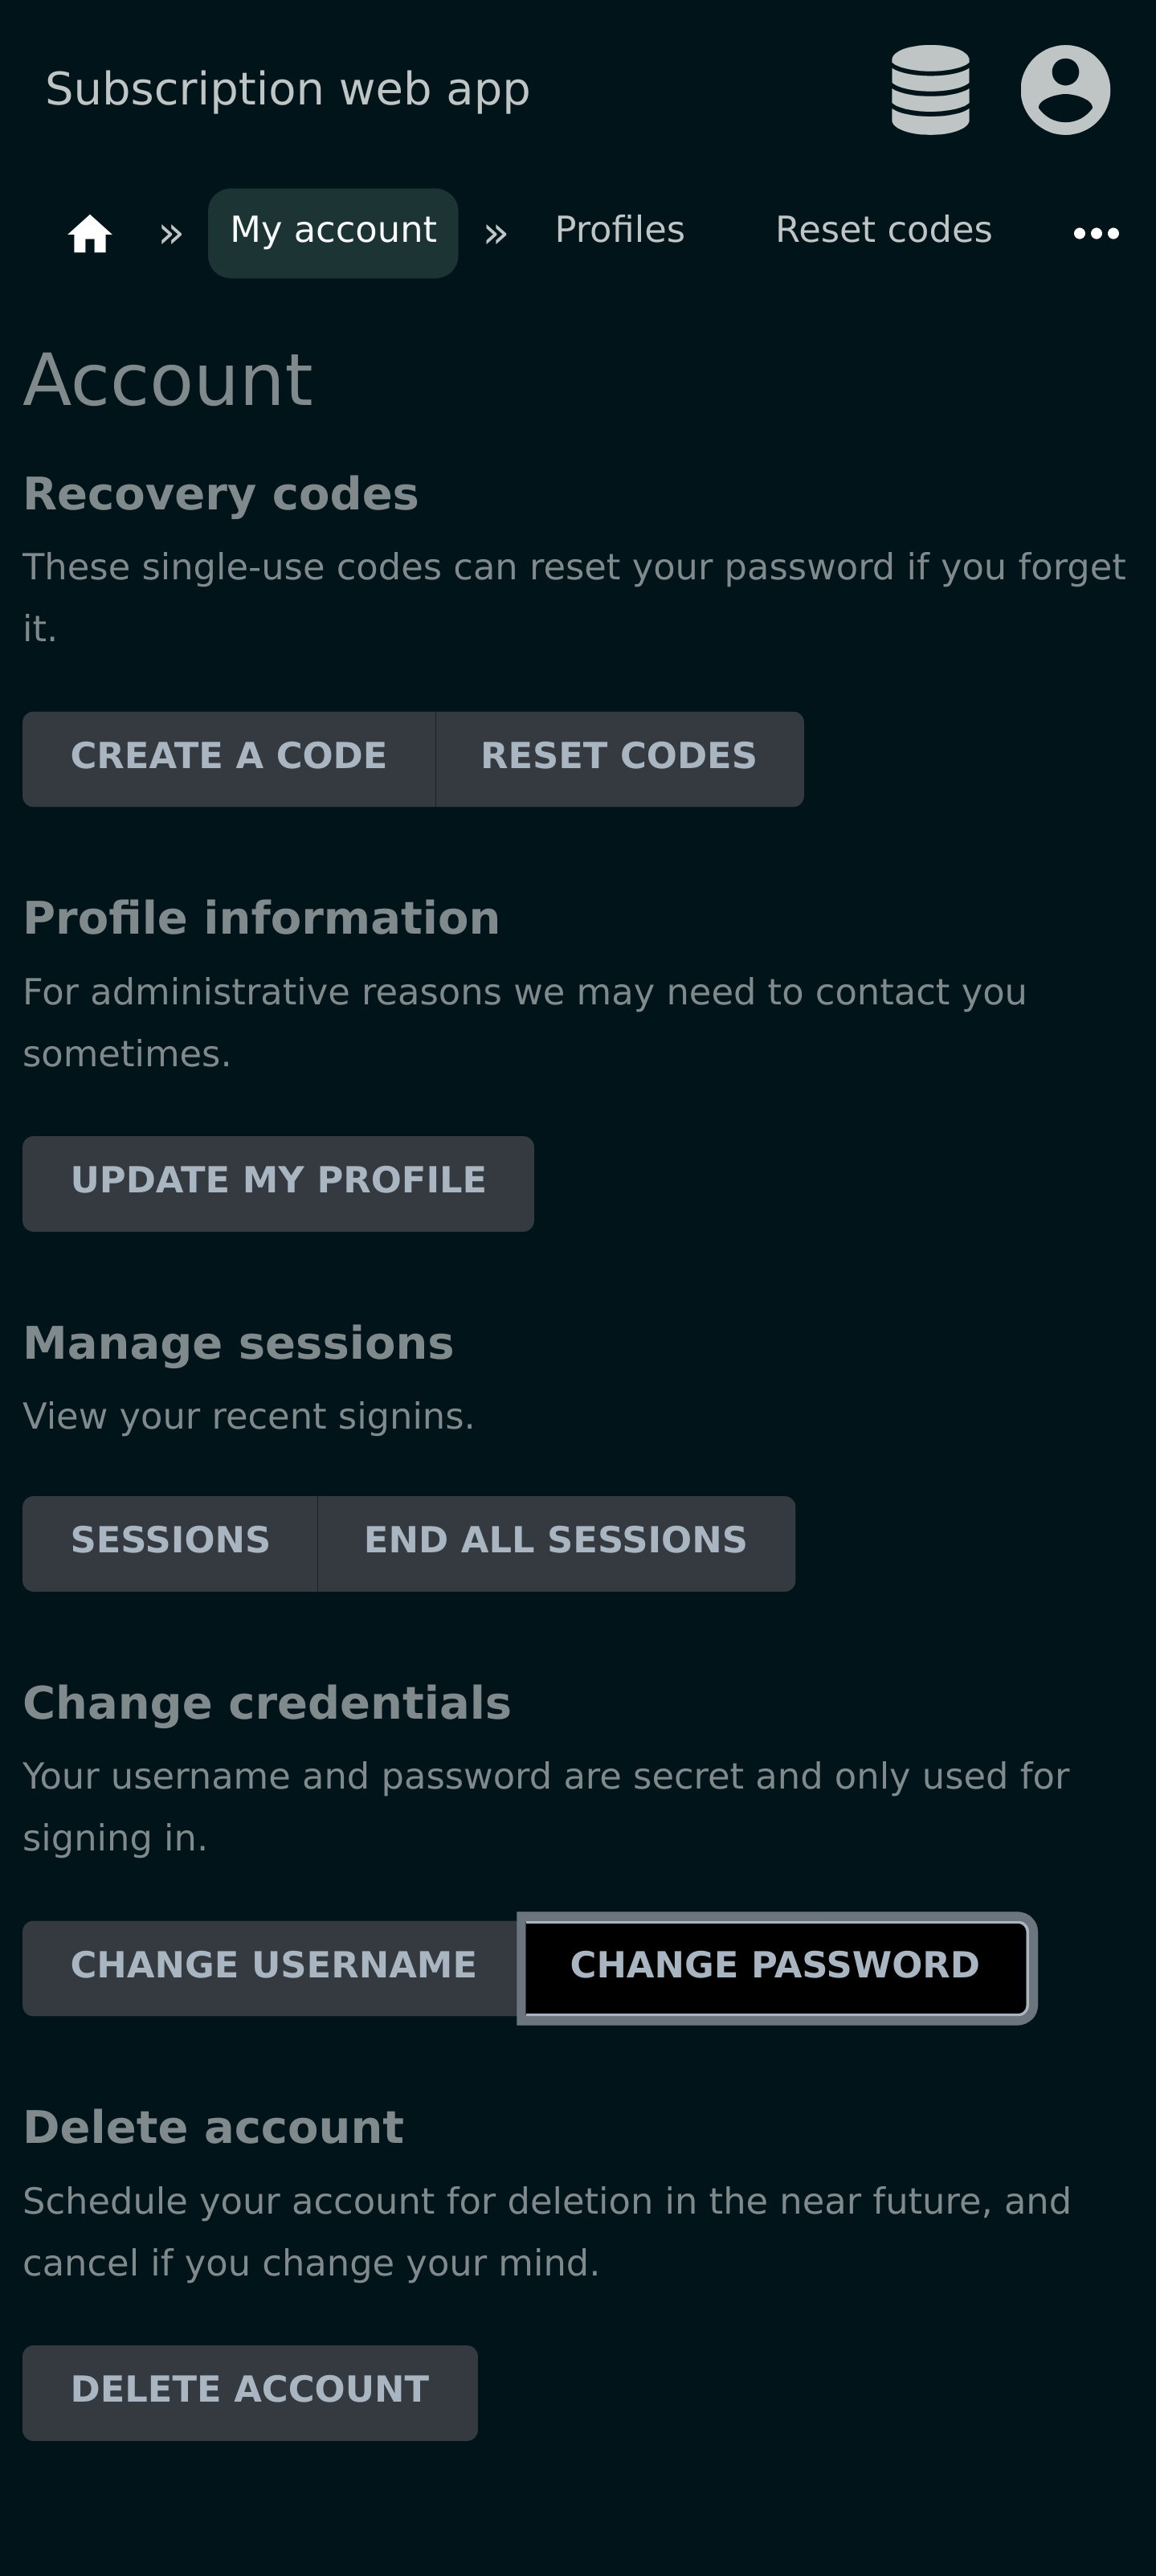 Subscription web app
» My account » Profiles Reset codes
Account
Recovery codes
These single-use codes can reset your password if you forget
it.
CREATE A CODE RESET CODES
Profile information
For administrative reasons we may need to contact you
sometimes.
UPDATE MY PROFILE
Manage sessions
View your recent signins.
SESSIONS END ALL SESSIONS
Change credentials
Your username and password are secret and only used for
signing in.
CHANGE USERNAME CHANGE PASSWORD
Delete account
Schedule your account for deletion in the near future, and
cancel if you change your mind.
DELETE ACCOUNT